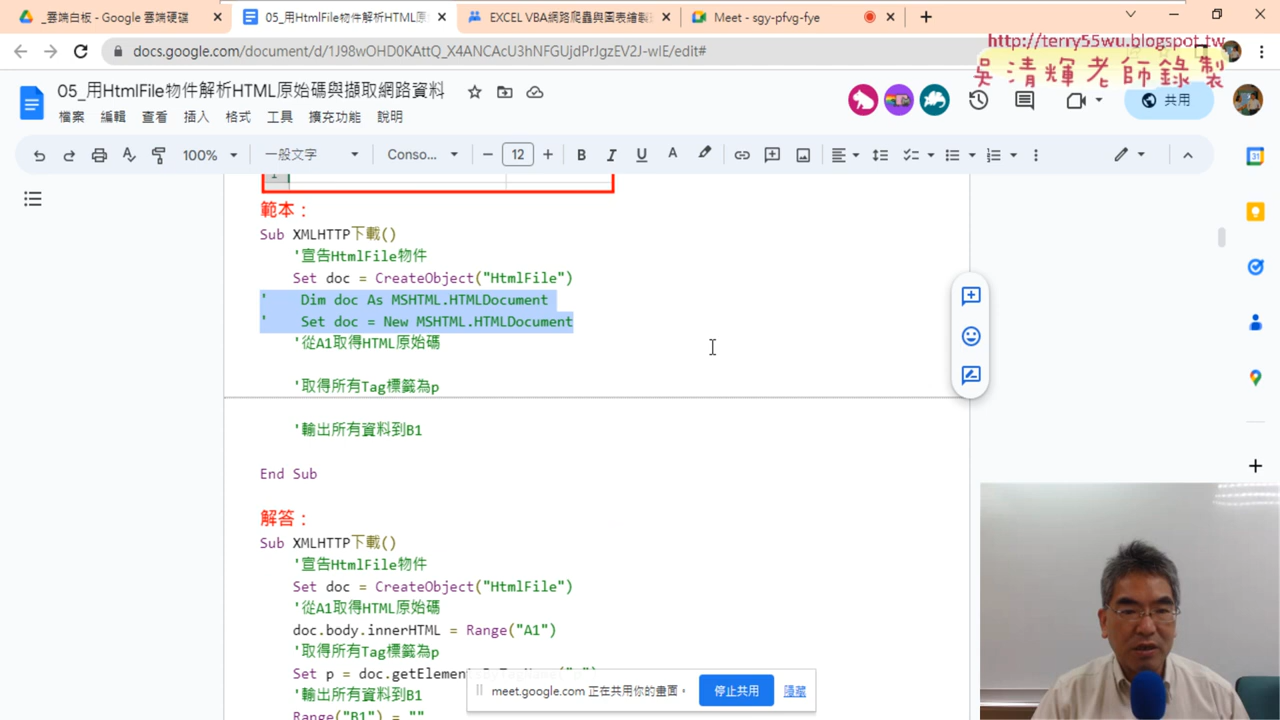 _雲端白板 - Google 雲端硬碟
05_用HtmlFile物件解析HTML原
EXCEL VBA網路爬蟲與圖表繪製
Meet - sgy-pfvg-fye
docs.google.com/document/d/1J98wOHD0KAttQ_X4ANCAcU3hNFGUjdPrJgzEV2J-wIE/edit#
http://terry55wu.blogspot.tw
吳清輝老師錄製
05_用HtmlFile物件解析HTML原始碼與擷取網路資料
共用
檔案 編輯 查看 插入 格式 工具 擴充功能 說明
100% 一般文字 Conso... 12
範本：
Sub XMLHTTP下載()
'宣告HtmlFile物件
Set doc = CreateObject("HtmlFile")
' Dim doc As MSHTML.HTMLDocument
' Set doc = New MSHTML.HTMLDocument
'從A1取得HTML原始碼
'取得所有Tag標籤為p
'輸出所有資料到B1
End Sub
解答：
Sub XMLHTTP下載()
'宣告HtmlFile物件
Set doc = CreateObject("HtmlFile")
'從A1取得HTML原始碼
doc.body.innerHTML = Range("A1")
'取得所有Tag標籤為p
Set p = doc.getElement
'輸出所有資料到B1
Range("B1") = ""
meet.google.com 正在共用你的畫面。 停止共用 隱藏